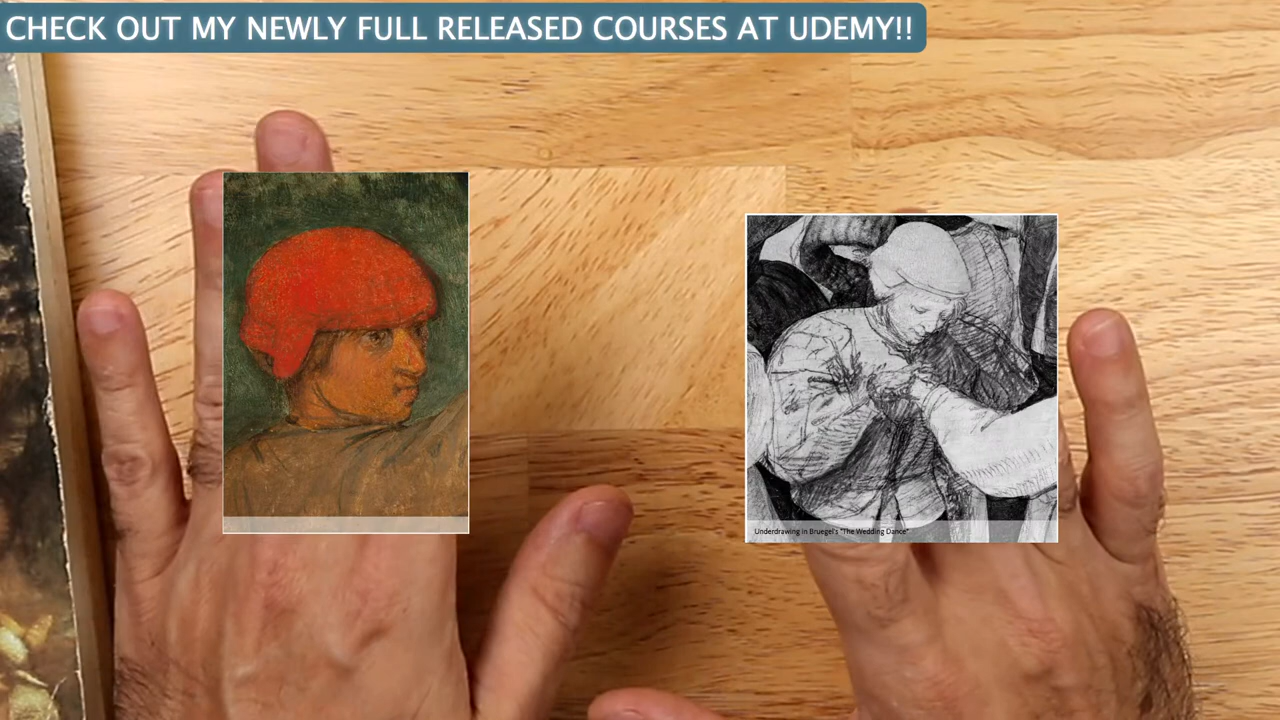 CHECK OUT MY NEWLY FULL RELEASED COURSES AT UDEMY!!
Underdrawing in Bruegel's "The Wedding Dance".